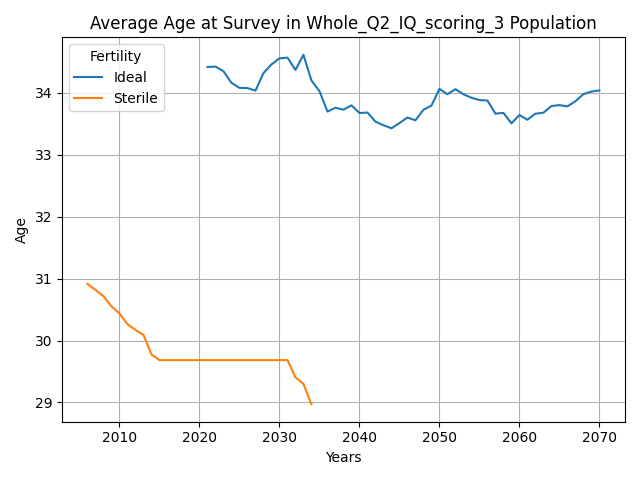 Average Age at Survey in Whole_Q2_IQ_scoring_3 Population
Fertility
Ideal
Sterile
34
33
32
31
30
29
Age
2010 2020 2030 2040 2050 2060 2070
Years